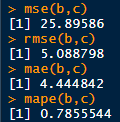 > mse(b,c)
[1] 25.89586
> rmse(b,c)
[1] 5.088798
> mae(b,c)
[1] 4.444842
> mape(b,c)
[1] 0.7855544